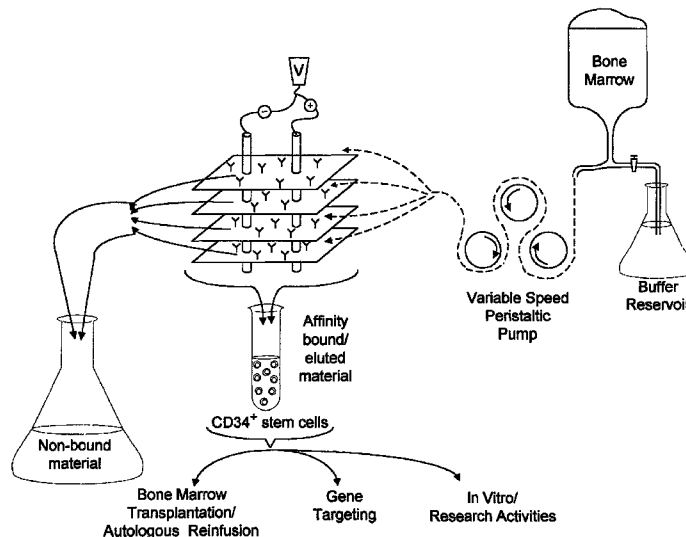 V
Bone
Marrow
Buffer
Reservoir
Variable Speed
Peristaltic
Pump
Affinity
bound/
eluted
material
Non-bound
material
CD34+ stem cells
Bone Marrow
Transplantation/
Autologous Reinfusion
Gene
Targeting
In Vitro/
Research Activities